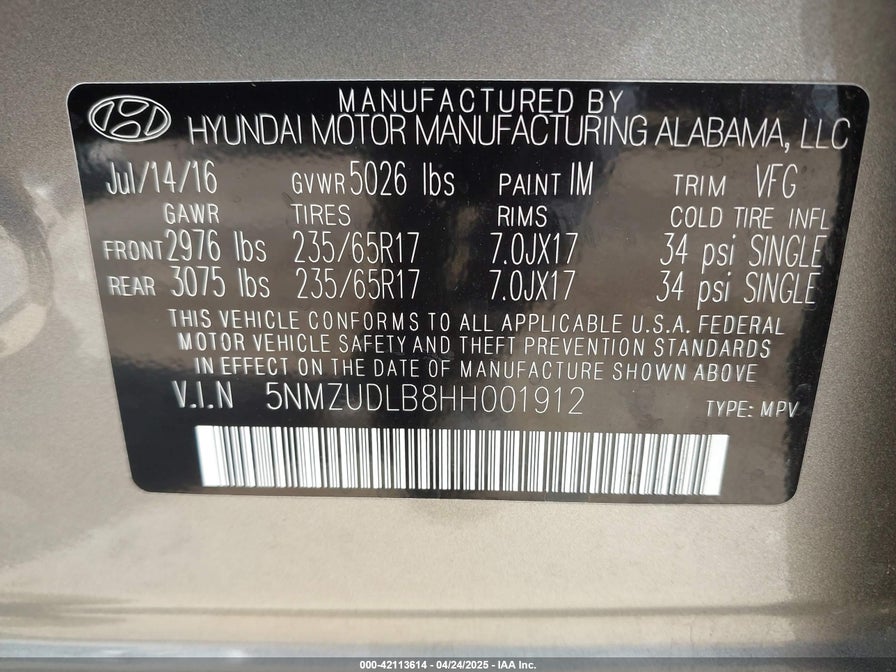 MANUFACTURED BY
HYUNDAI MOTOR MANUFACTURING ALABAMA, LLC
Jul/14/16 GVWR 5026 lbs PAINT IM TRIM VFG
GAWR TIRES RIMS COLD TIRE INFL
FRONT 2976 lbs 235/65R17 7.0JX17 34 psi SINGLE
REAR 3075 lbs 235/65R17 7.0JX17 34 psi SINGLE
THIS VEHICLE CONFORMS TO ALL APPLICABLE U.S.A. FEDERAL
MOTOR VEHICLE SAFETY AND THEFT PREVENTION STANDARDS
IN EFFECT ON THE DATE OF MANUFACTURE SHOWN ABOVE
V.I.N 5NMZUDLB8HH001912 TYPE: MPV
000-42113614 - 04/24/2025 - IAA Inc.